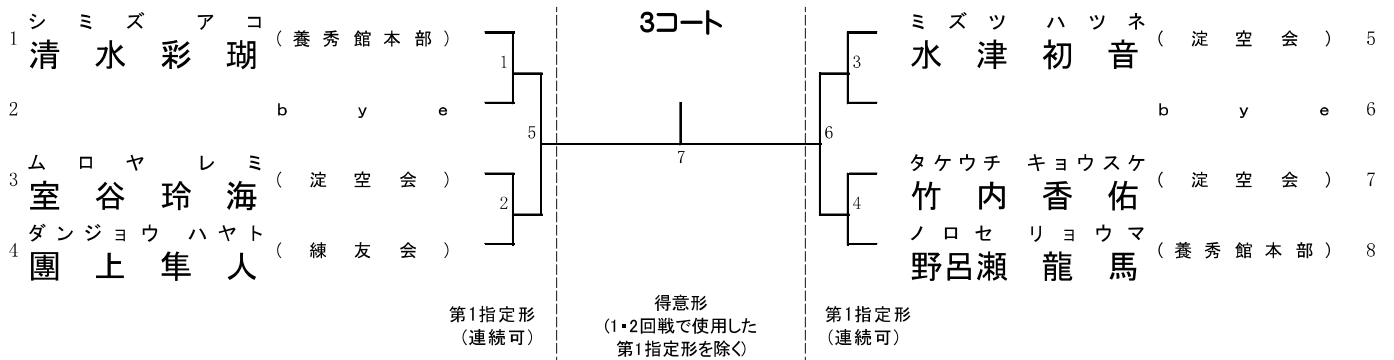 3コート
シミズ アコ
1 清水彩瑚 (養秀館本部)
2 bye
ムロヤ レミ
3 室谷玲海 (淀空会)
ダンジョウ ハヤト
4 團上隼人 (練友会)
1
2
5
7
6
3
4
ミズツ ハツネ
水津初音 (淀空会) 5
bye 6
タケウチ キョウスケ
竹内香佑 (淀空会) 7
ノロセ リョウマ
野呂瀬龍馬 (養秀館本部) 8
第1指定形
(連続可)
得意形
(1・2回戦で使用した
第1指定形を除く)
第1指定形
(連続可)